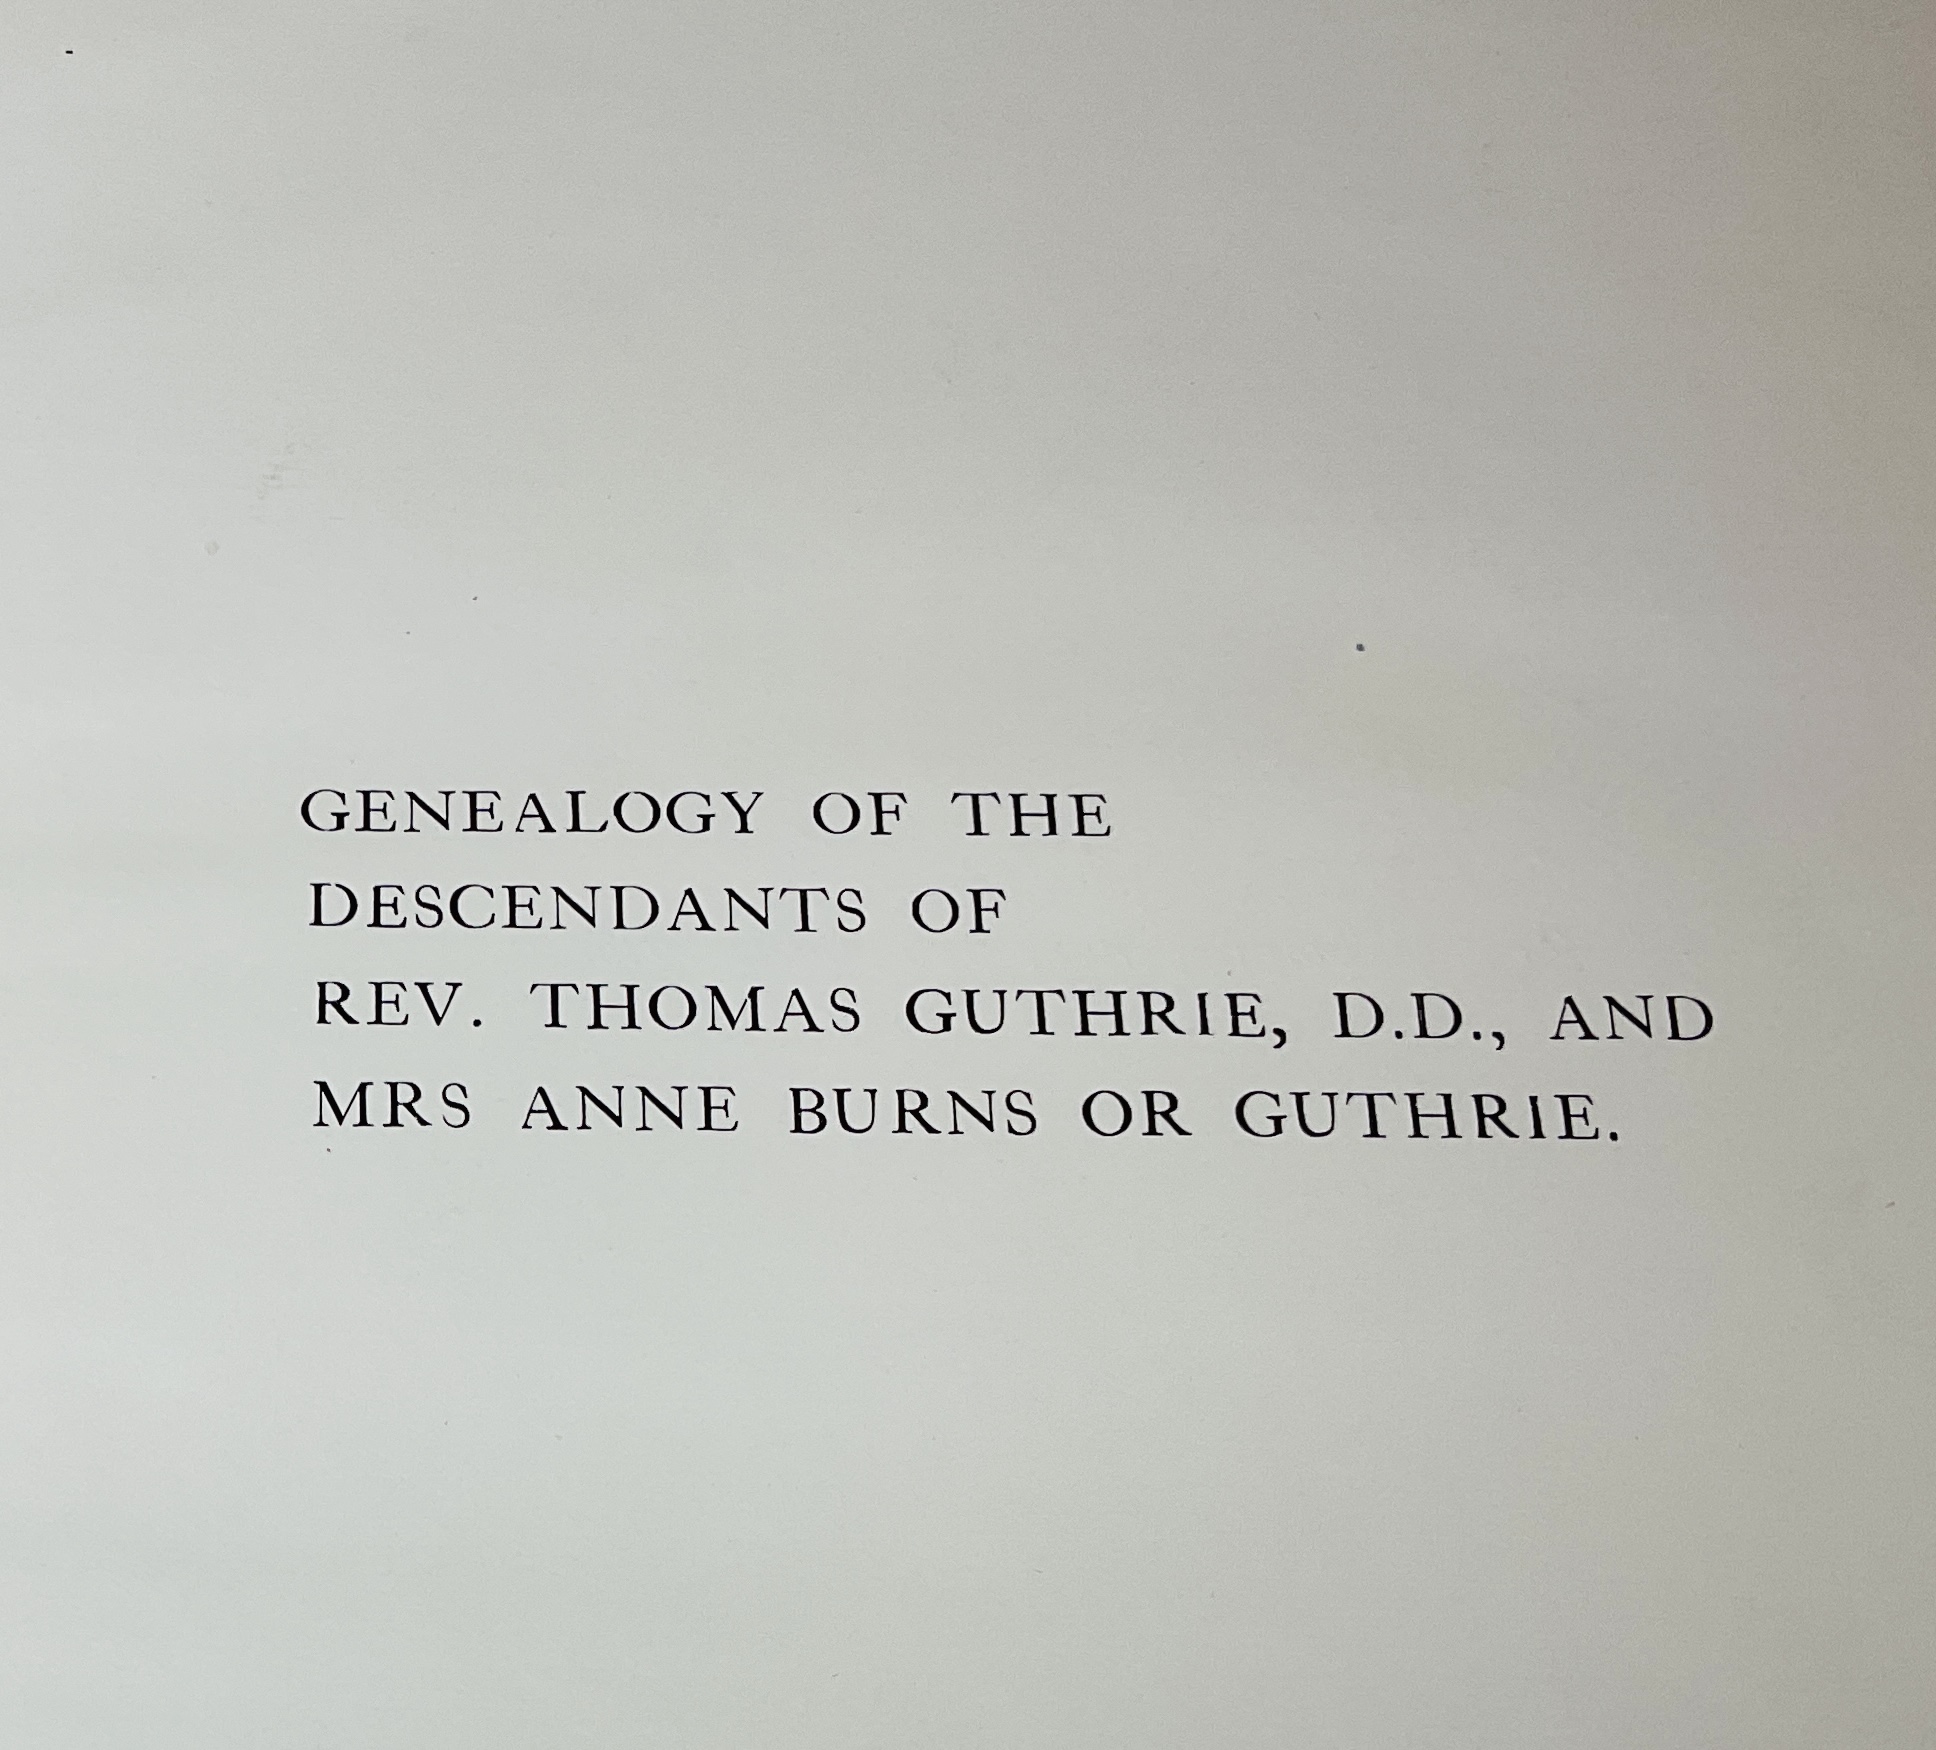 GENEALOGY OF THE
DESCENDANTS OF
REV. THOMAS GUTHRIE, D.D., AND
MRS ANNE BURNS OR GUTHRIE.